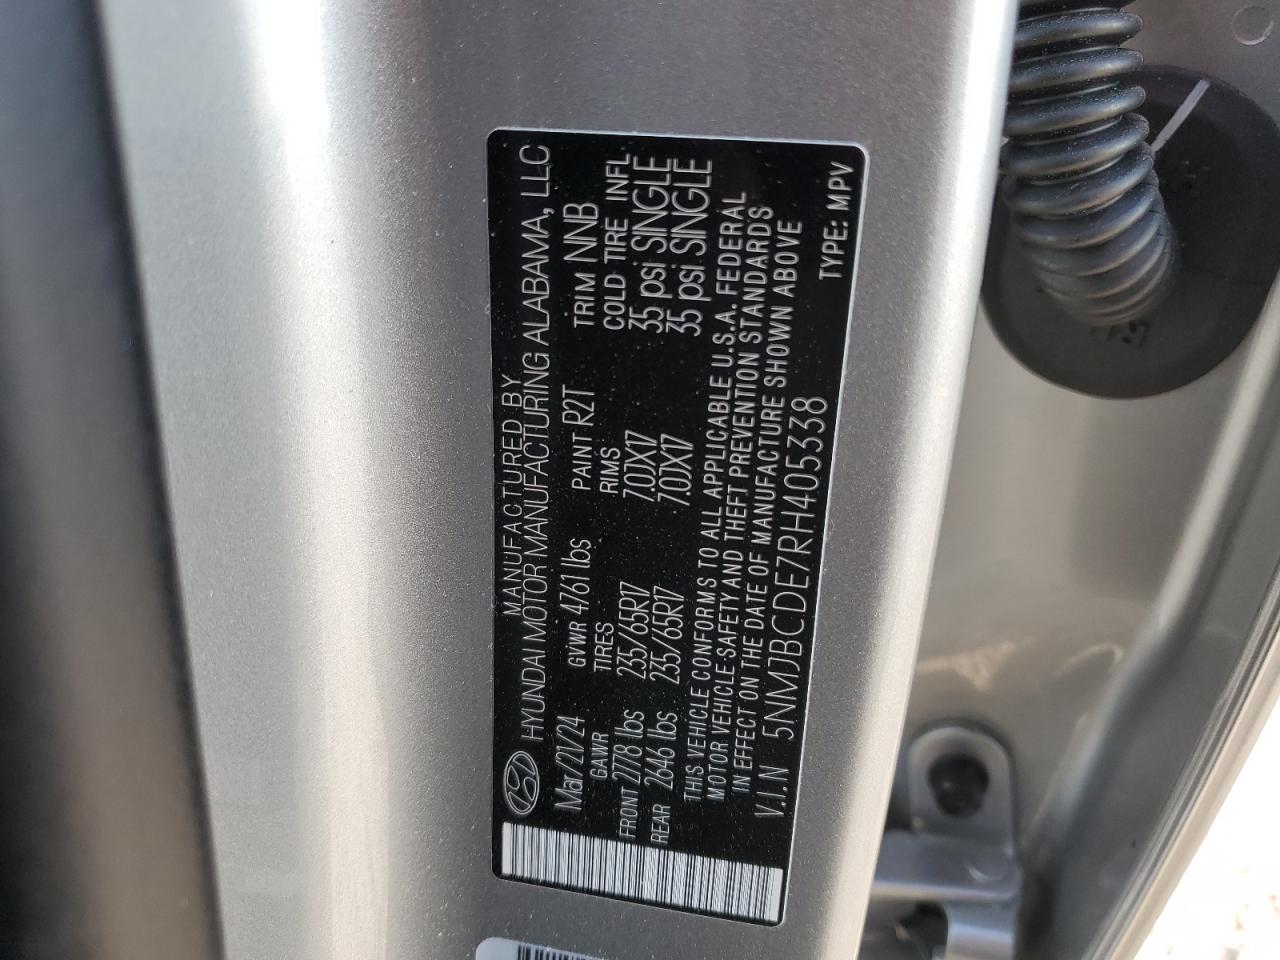 MANUFACTURED BY
HYUNDAI MOTOR MANUFACTURING ALABAMA, LLC
Mar/21/24 GVWR 4761 lbs PAINT R2T TRIM NNB
GAWR TIRES RIMS COLD TIRE INFL
FRONT 2778 lbs 235/65R17 7.0JX17 35 psi SINGLE
REAR 2646 lbs 235/65R17 7.0JX17 35 psi SINGLE
THIS VEHICLE CONFORMS TO ALL APPLICABLE U.S.A. FEDERAL
MOTOR VEHICLE SAFETY AND THEFT PREVENTION STANDARDS
IN EFFECT ON THE DATE OF MANUFACTURE SHOWN ABOVE
V.I.N 5NMJBCDE7RH405338 TYPE: MPV